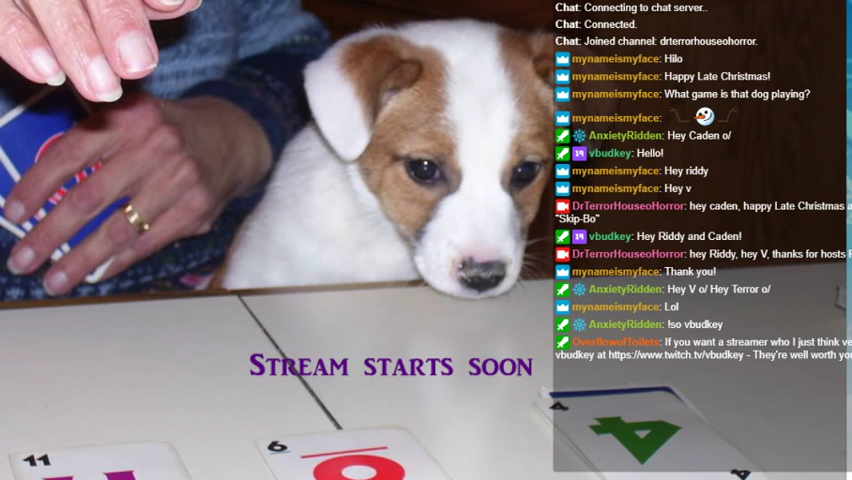 Chat: Connecting to chat server..
Chat: Connected.
Chat: Joined channel: drterrorhouseohorror.
mynameismyface: Hilo
mynameismyface: Happy Late Christmas!
mynameismyface: What game is that dog playing?
mynameismyface:
AnxietyRidden: Hey Caden o/
19 vbudkey: Hello!
mynameismyface: Hey riddy
mynameismyface: Hey v
DrTerrorHouseoHorror: hey caden, happy Late Christmas
"Skip-Bo"
19 vbudkey: Hey Riddy and Caden!
DrTerrorHouseoHorror: hey Riddy, hey V, thanks for hosts
mynameismyface: Thank you!
AnxietyRidden: Hey V o/ Hey Terror o/
mynameismyface: Lol
AnxietyRidden: !so vbudkey
OverflowofToilets: If you want a streamer who I just think
vbudkey at https://www.twitch.tv/vbudkey - They're well worth
Stream starts soon
11
6
4
4
4